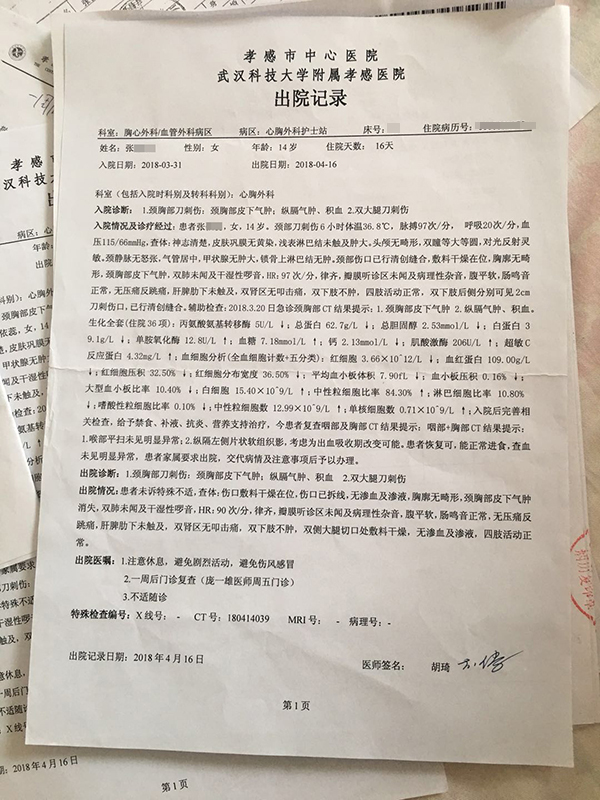 孝感市中心医院
武汉科技大学附属孝感医院
出院记录
科室：胸心外科/血管外科病区 病区：心胸外科护士站 床号： 住院病历号：
姓名：张 性别：女 年龄：14岁 住院天数： 16天
入院日期：2018-03-31 出院日期：2018-04-16
科室（包括入院时科别及转科科别）：心胸外科
入院诊断： 1.颈胸部刀刺伤：颈胸部皮下气肿；纵膈气肿、积血 2.双大腿刀刺伤
入院情况及诊疗经过：患者张 ，女，14岁，颈部刀刺伤6小时体温36.8℃，脉搏97次/分， 呼吸20次/分，血
压115/66mmHg，查体：神志清楚，皮肤巩膜无黄染，浅表淋巴结未触及肿大，头颅无畸形，双瞳等大等圆，对光反射灵
敏。颈静脉无怒张，气管居中，甲状腺无肿大，锁骨上淋巴结无肿大。颈部伤口已行清创缝合，敷料干燥在位，胸廓无畸
形，颈胸部皮下气肿，双肺未闻及干湿性啰音，HR：97 次/分，律齐，瓣膜听诊区未闻及病理性杂音，腹平软，肠鸣音
正常，无压痛反跳痛，肝脾肋下未触及，双肾区无叩击痛，双下肢不肿，四肢活动正常，双下肢后侧分别可见2cm
刀刺伤口，已行清创缝合。辅助检查：2018.3.20日急诊颈胸部CT结果提示：1.颈胸部皮下气肿 2.纵膈气肿、积血。
生化全套(住院36项)：丙氨酸氨基转移酶 5U/L ↓；总蛋白 62.7g/L ↓；总胆固醇 2.53mmol/L ↓；白蛋白 3
9.1g/L ↓；单胺氧化酶 12.8U/L ↑；血糖 7.18mmol/L ↑；钙 2.13mmol/L ↓；肌酸激酶 206U/L ↑；超敏C
反应蛋白 4.32mg/L ↑；血细胞分析(全血细胞计数+五分类)：红细胞 3.66×10^12/L ↓；血红蛋白 109.00g/L
↓；红细胞压积 32.50% ↓；红细胞分布宽度 36.50% ↓；平均血小板体积 7.90fL ↓；血小板压积 0.16% ↓；
大型血小板比率 10.40% ↓；白细胞 15.40×10^9/L ↑；中性粒细胞比率 84.30% ↑；淋巴细胞比率 10.80%
↓；嗜酸性粒细胞比率 0.10% ↓；中性粒细胞数 12.99×10^9/L ↑；单核细胞数 0.71×10^9/L ↑；入院后完善相
关检查，给予禁食、补液、抗炎、营养支持治疗，今患者复查咽部及胸部CT结果提示： 咽部+胸部CT结果提示：
1.喉部平扫未见明显异常；2.纵隔左侧片状软组织影，考虑为出血吸收期改变可能。患者恢复可，能正常进食，查血
未见明显异常，患者家属要求出院，交代病情及注意事项后予以办理。
出院诊断： 1.颈胸部刀刺伤：颈胸部皮下气肿；纵膈气肿、积血 2.双大腿刀刺伤
出院情况：患者未诉特殊不适，查体：伤口敷料干燥在位，伤口已拆线，无渗血及渗液，胸廓无畸形，颈胸部皮下气肿
消失，双肺未闻及干湿性啰音，HR：90 次/分，律齐，瓣膜听诊区未闻及病理性杂音，腹平软，肠鸣音正常，无压痛反
跳痛，肝脾肋下未触及，双肾区无叩击痛，双下肢不肿，双侧大腿切口处敷料干燥，无渗血及渗液，四肢活动正
常。
出院医嘱：1.注意休息，避免剧烈活动，避免伤风感冒
2.一周后门诊复查（庞一雄医师周五门诊）
3.不适随诊
特殊检查编号：X线号： - CT号：180414039 MRI号： - 病理号： -
出院记录日期：2018年4月16日 医师签名： 胡琦
第1页
2018年4月16日
第1页